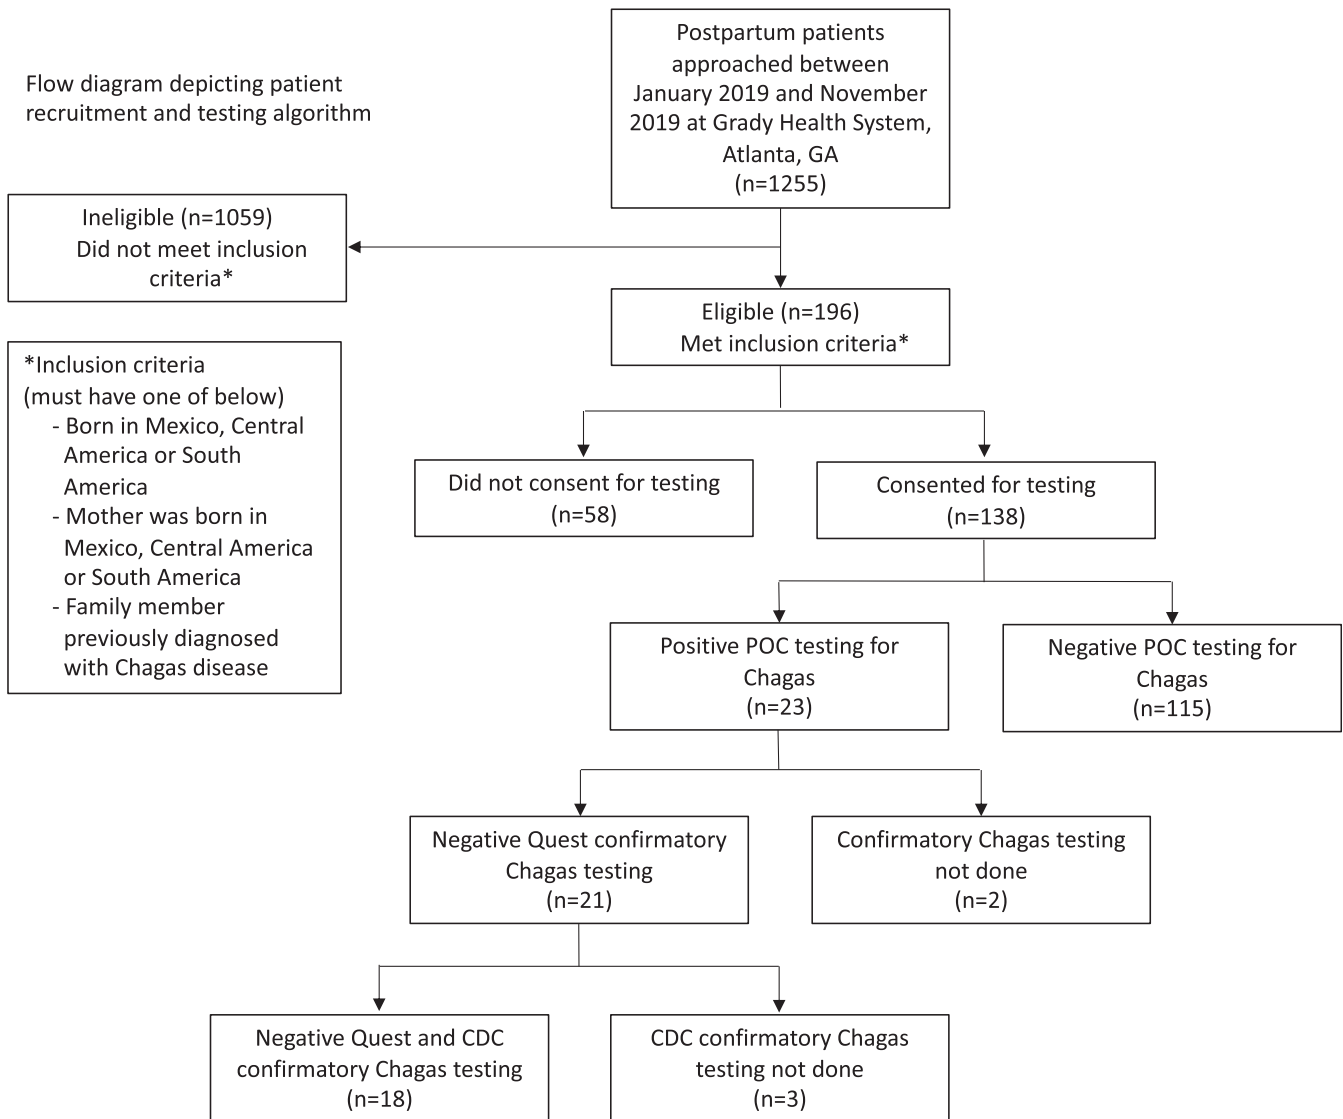 Postpartum patients
approached between
January 2019 and November
2019 at Grady Health System,
Atlanta, GA
(n=1255)
Flow diagram depicting patient
recruitment and testing algorithm
Ineligible (n=1059)
Did not meet inclusion
criteria*
Eligible (n=196)
Met inclusion criteria*
*Inclusion criteria
(must have one of below)
- Born in Mexico, Central
America or South
America
- Mother was born in
Mexico, Central America
or South America
- Family member
previously diagnosed
with Chagas disease
Did not consent for testing
(n=58)
Consented for testing
(n=138)
Positive POC testing for
Chagas
(n=23)
Negative POC testing for
Chagas
(n=115)
Negative Quest confirmatory
Chagas testing
(n=21)
Confirmatory Chagas testing
not done
(n=2)
Negative Quest and CDC
confirmatory Chagas testing
(n=18)
CDC confirmatory Chagas
testing not done
(n=3)